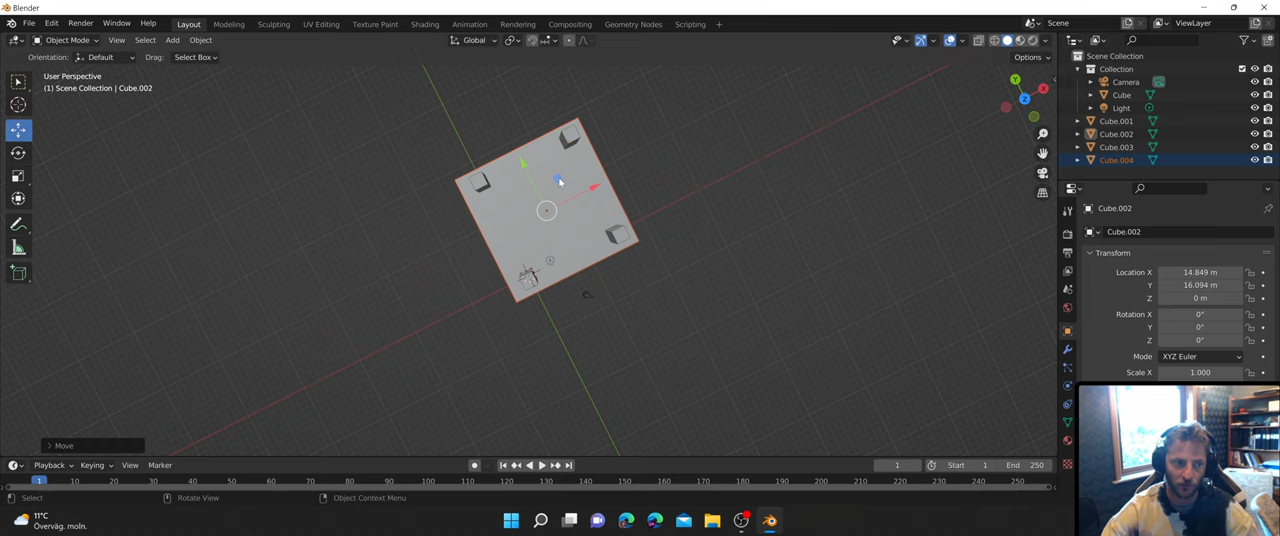 Blender
File Edit Render Window Help Layout Modeling Sculpting UV Editing Texture Paint Shading Animation Rendering Compositing Geometry Nodes Scripting Scene ViewLayer
Object Mode View Select Add Object Global
Orientation: Default Drag: Select Box Options
User Perspective
(1) Scene Collection | Cube.002
Y
X
Z
Scene Collection
Collection
Camera
Cube
Light
Cube.001
Cube.002
Cube.003
Cube.004
Cube.002
Cube.002
Transform
Location X 14.849 m
Y 16.094 m
Z 0 m
Rotation X 0°
Y 0°
Z 0°
Mode XYZ Euler
Scale X 1.000
Move
Playback Keying View Marker 1 Start 1 End 250
1 10 20 30 40 50 60 70 80 90 100 110 120 130 140 150 160 170 180 190 200 210 220 230 240 250
Select Rotate View Object Context Menu
11°C
Överväg. moln.